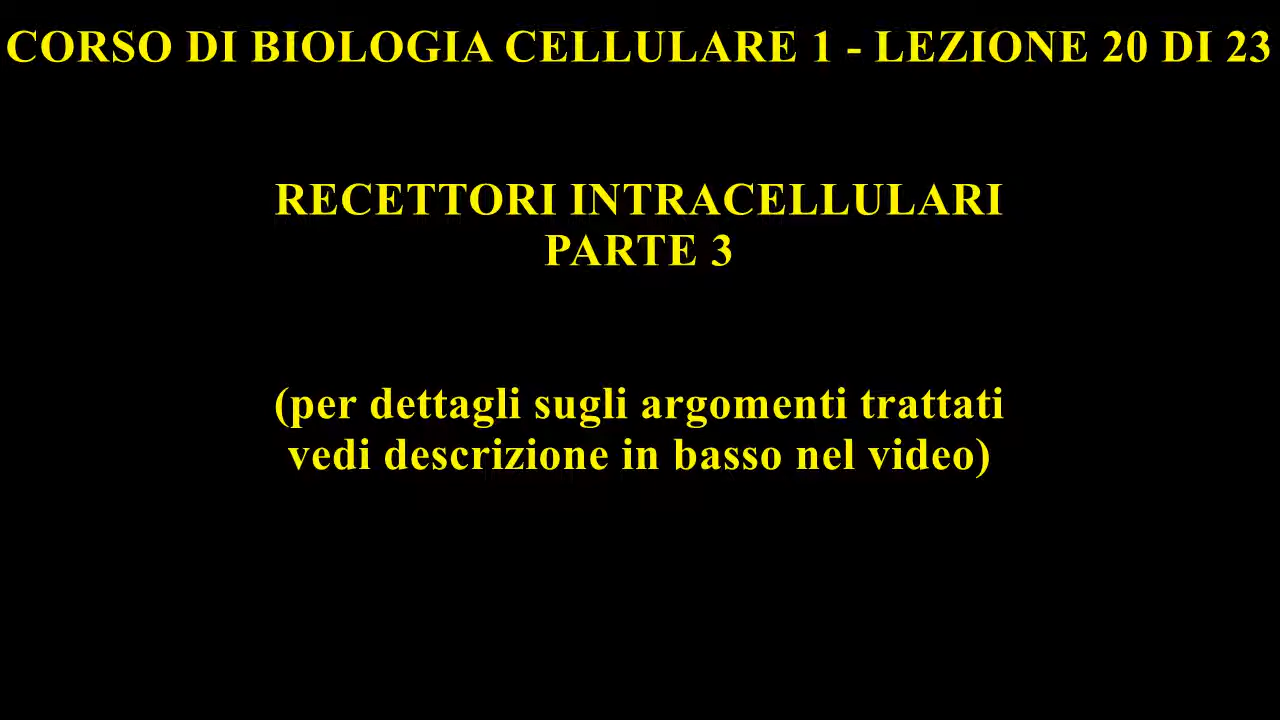 CORSO DI BIOLOGIA CELLULARE 1 - LEZIONE 20 DI 23
RECETTORI INTRACELLULARI
PARTE 3
(per dettagli sugli argomenti trattati
vedi descrizione in basso nel video)